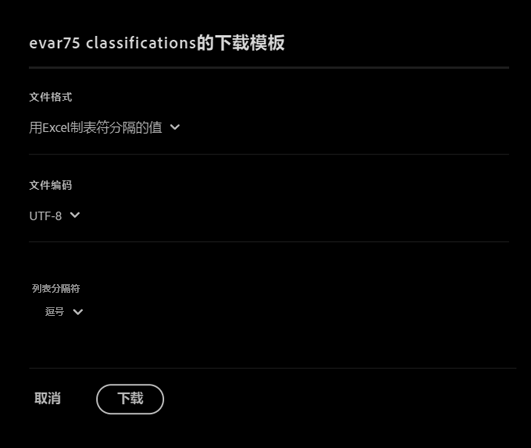 evar75 classifications的下载模板
文件格式
用Excel制表符分隔的值
文件编码
UTF-8
列表分隔符
逗号
取消
下载